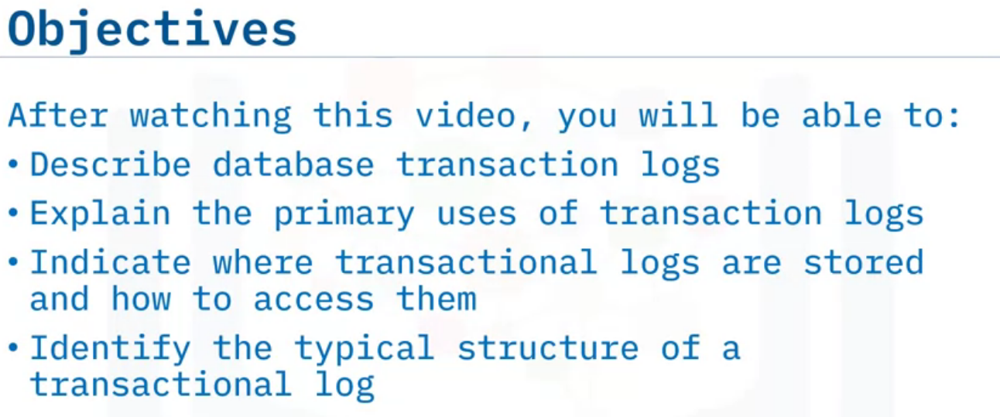 Objectives
After watching this video, you will be able to:
• Describe database transaction logs
• Explain the primary uses of transaction logs
• Indicate where transactional logs are stored
and how to access them
• Identify the typical structure of a
transactional log